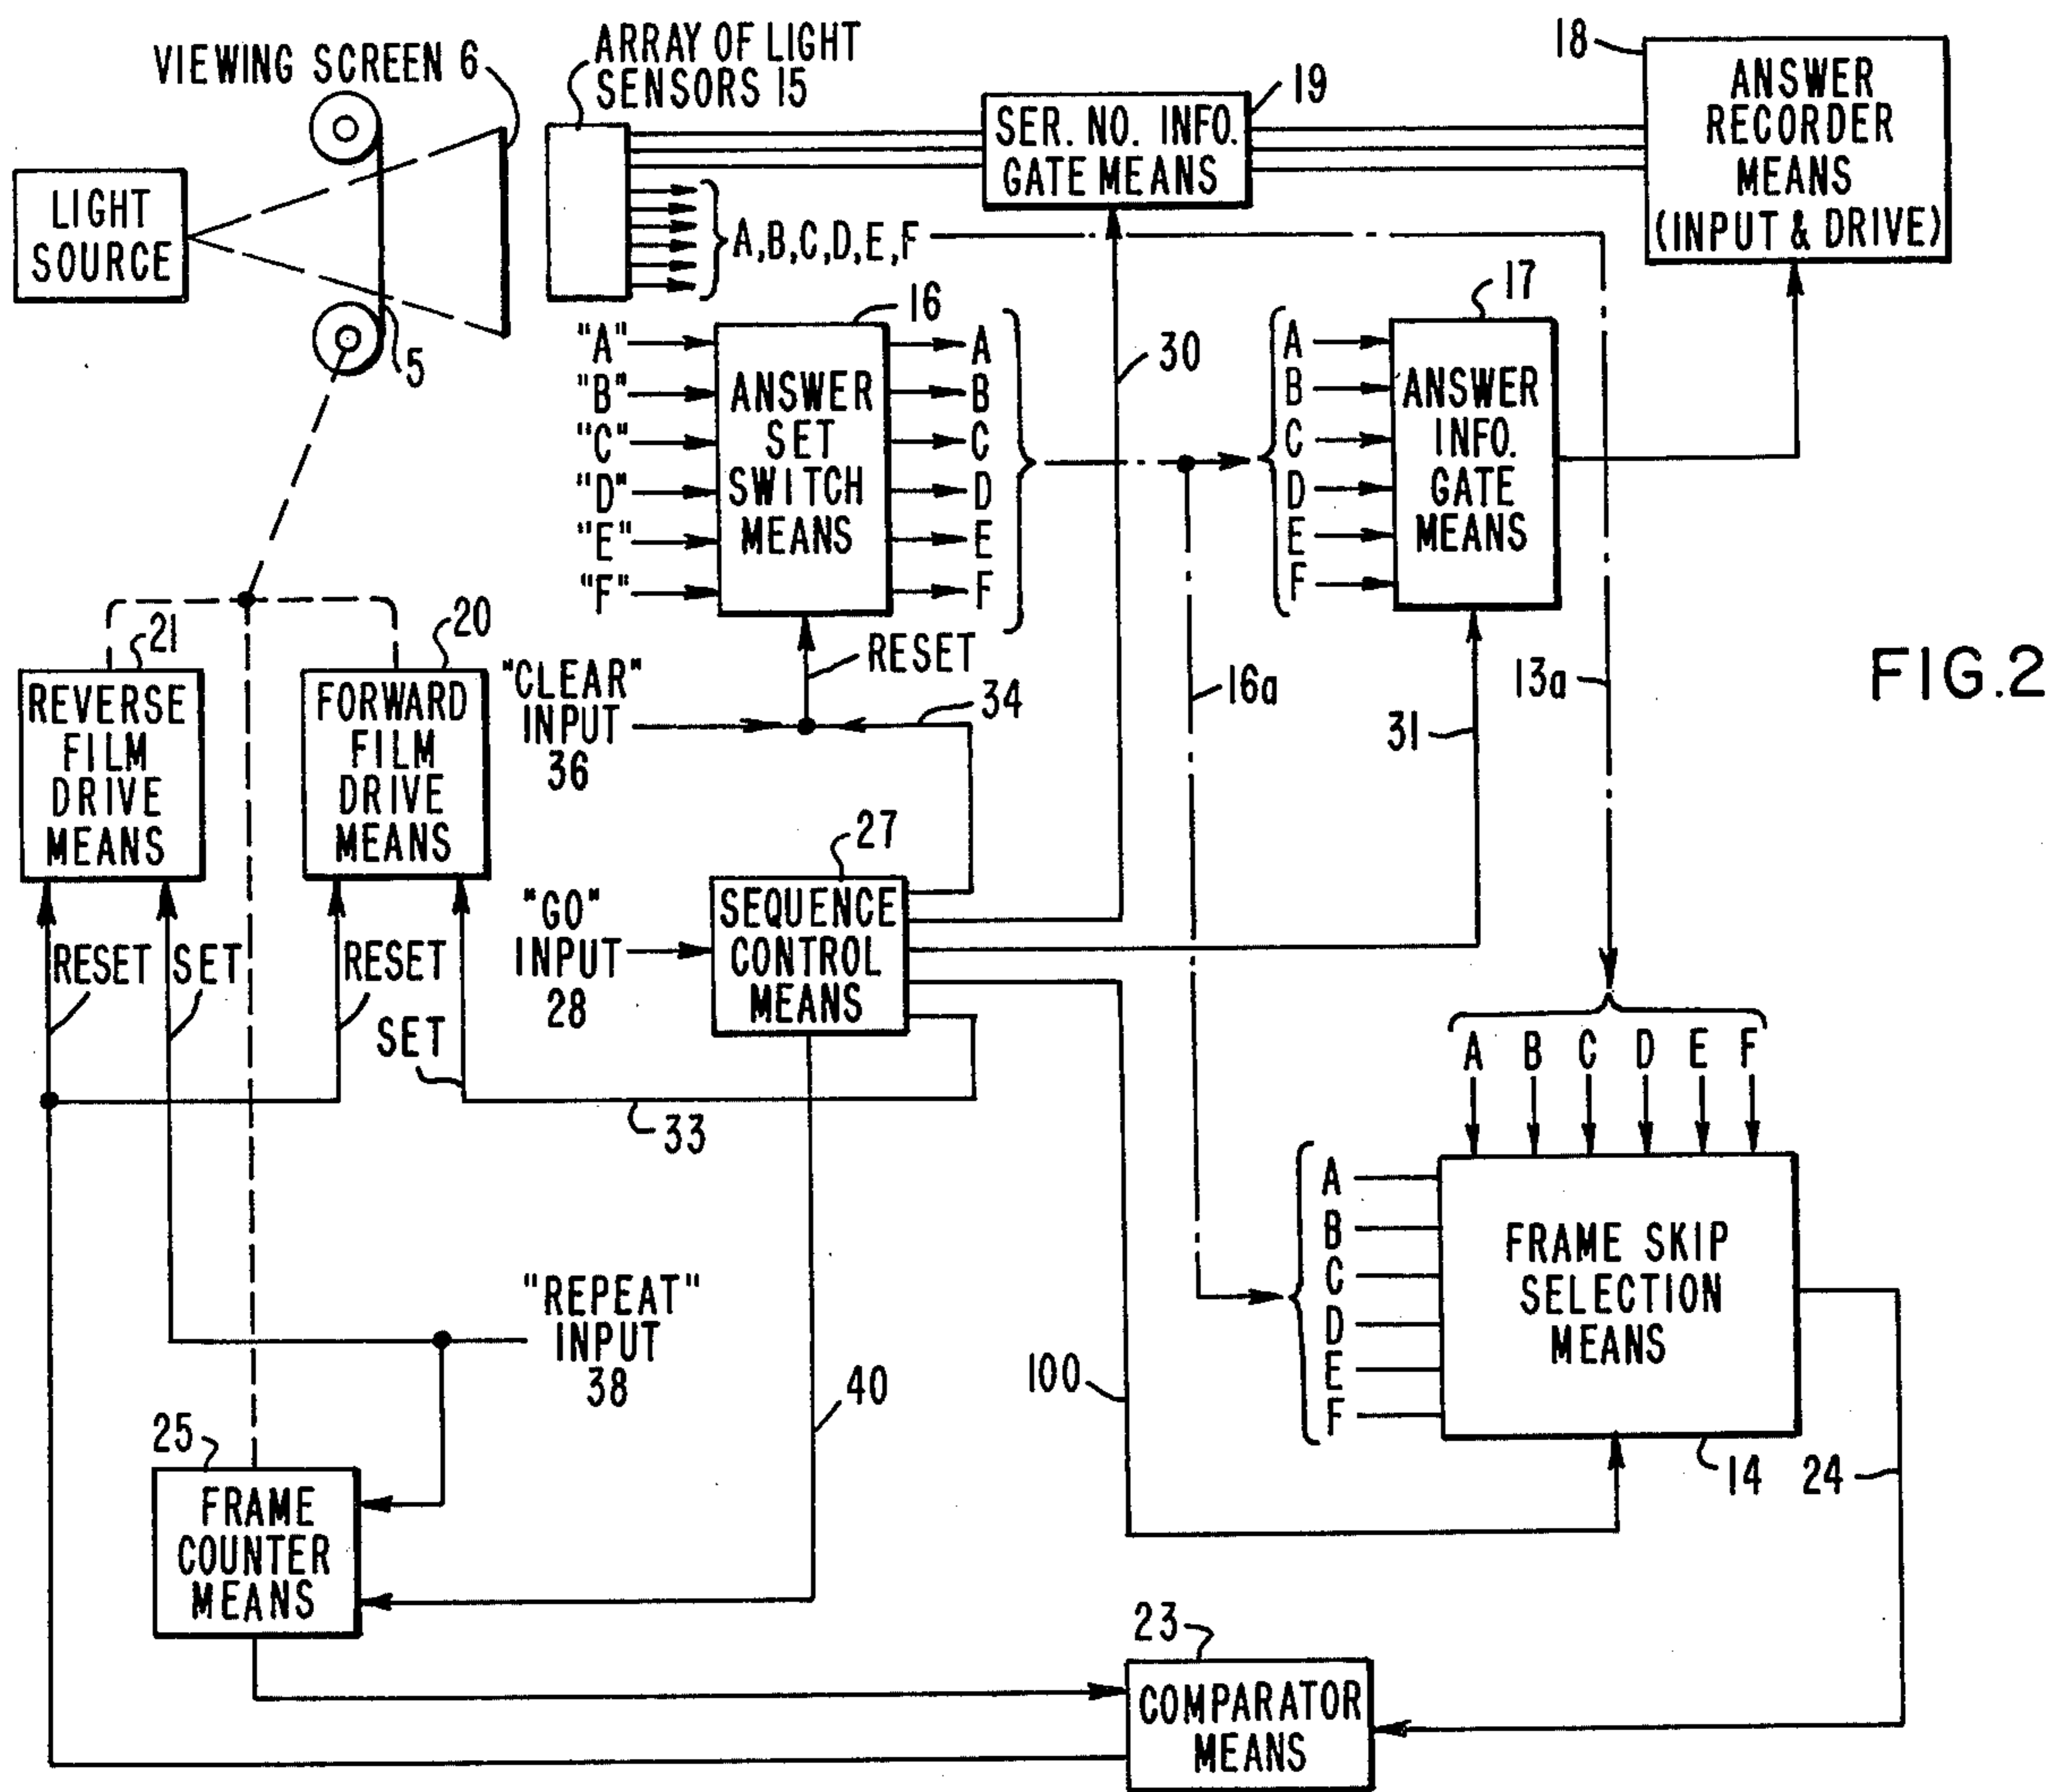 VIEWING SCREEN 6
ARRAY OF LIGHT
SENSORS 15
LIGHT
SOURCE
5
SER. NO. INFO.
GATE MEANS
19
18
ANSWER
RECORDER
MEANS
(INPUT & DRIVE)
A,B,C,D,E,F
16
"A"
"B"
"C"
"D"
"E"
"F"
ANSWER
SET
SWITCH
MEANS
A
B
C
D
E
F
30
17
A
B
C
D
E
F
ANSWER
INFO.
GATE
MEANS
FIG.2
21
REVERSE
FILM
DRIVE
MEANS
20
FORWARD
FILM
DRIVE
MEANS
RESET
"CLEAR"
INPUT
36
34
16a
31
13a
RESET
SET
RESET
SET
"GO"
INPUT
28
27
SEQUENCE
CONTROL
MEANS
33
A B C D E F
A
B
C
D
E
F
FRAME SKIP
SELECTION
MEANS
14
24
"REPEAT"
INPUT
38
40
100
25
FRAME
COUNTER
MEANS
23
COMPARATOR
MEANS